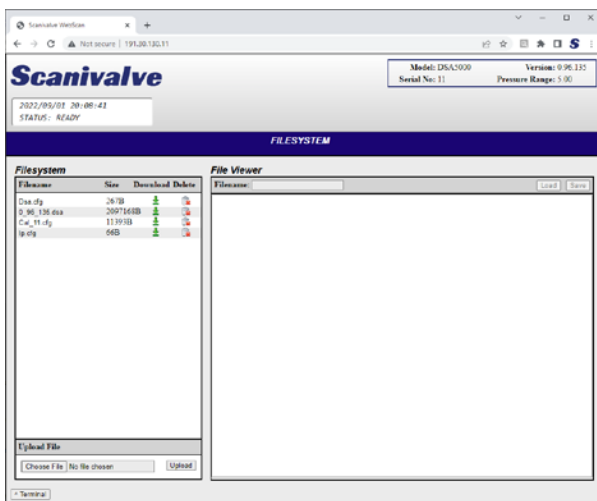 Scanivalve WebScan
Not secure | 191.30.130.11
Scanivalve
Model: DSA5000
Version: 0.96.135
Serial No: 11
Pressure Range: 5.00
2022/09/01 20:08:41
STATUS: READY
FILESYSTEM
Filesystem
Filename Size Download Delete
Dsa.cfg 267B
0_96_135.dsa 2097168B
Cal_11.cfg 11393B
Ip.cfg 66B
Upload File
Choose File No file chosen Upload
File Viewer
Filename: Load Save
^ Terminal